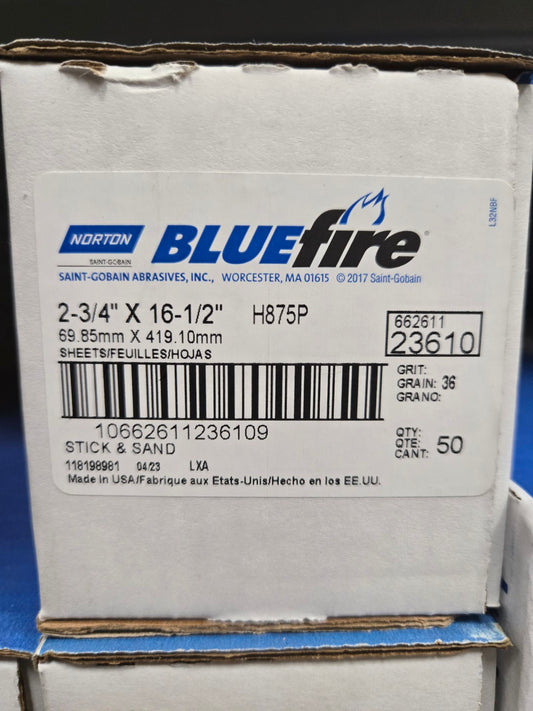 NORTON
SAINT-GOBAIN
BLUEfire®
SAINT-GOBAIN ABRASIVES, INC., WORCESTER, MA 01615 © 2017 Saint-Gobain
L32NBF
2-3/4" X 16-1/2" H875P
69.85mm X 419.10mm
SHEETS/FEUILLES/HOJAS
662611
23610
GRIT:
GRAIN: 36
GRANO:
10662611236109
STICK & SAND
QTY:
QTE: 50
CANT:
118198981 04/23 LXA
Made in USA/Fabrique aux Etats-Unis/Hecho en los EE.UU.